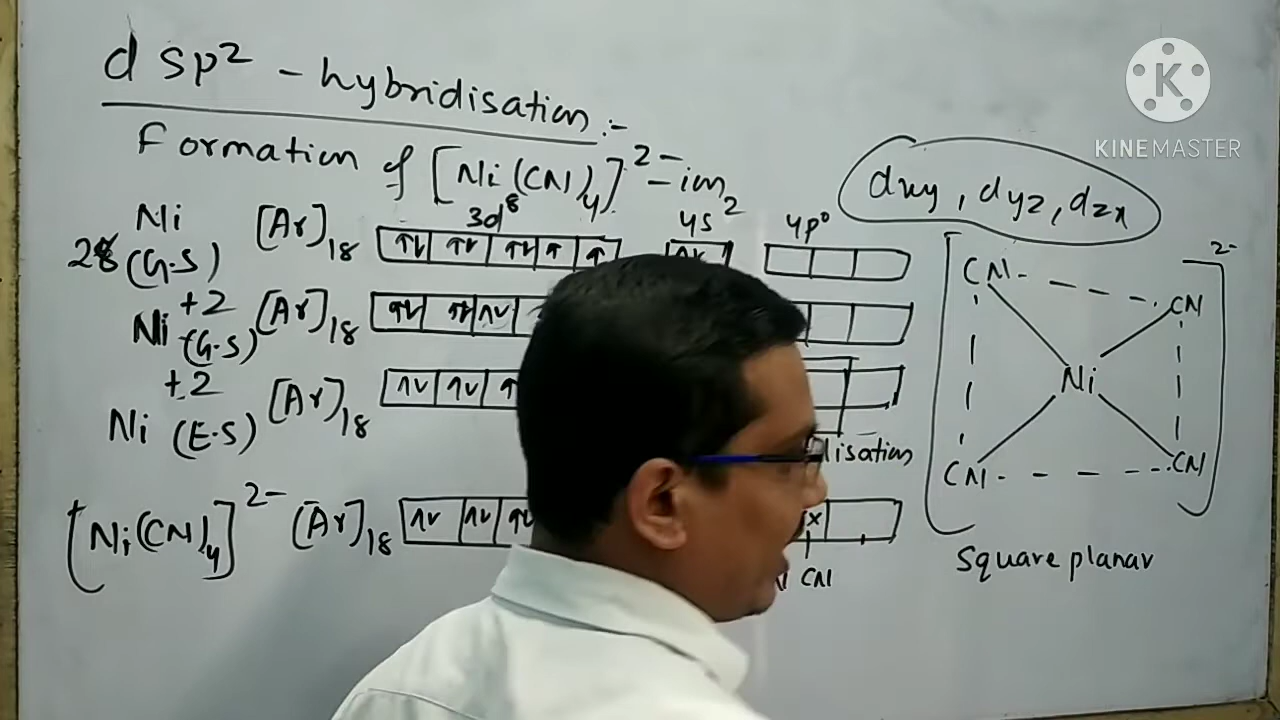 d sp² - hybridisation :-
Formation of [Ni(CN)₄]²⁻ - ion
3d⁸ 4s² 4p⁰
Ni [Ar]₁₈
28 (G.S)
Ni⁺² (G.S) [Ar]₁₈
Ni⁺² (E.S) [Ar]₁₈
lisation
[Ni(CN)₄]²⁻ [Ar]₁₈
x
CN
K
KINEMASTER
dxy, dyz, dzx
2-
CN CN
Ni
CN CN
Square planar